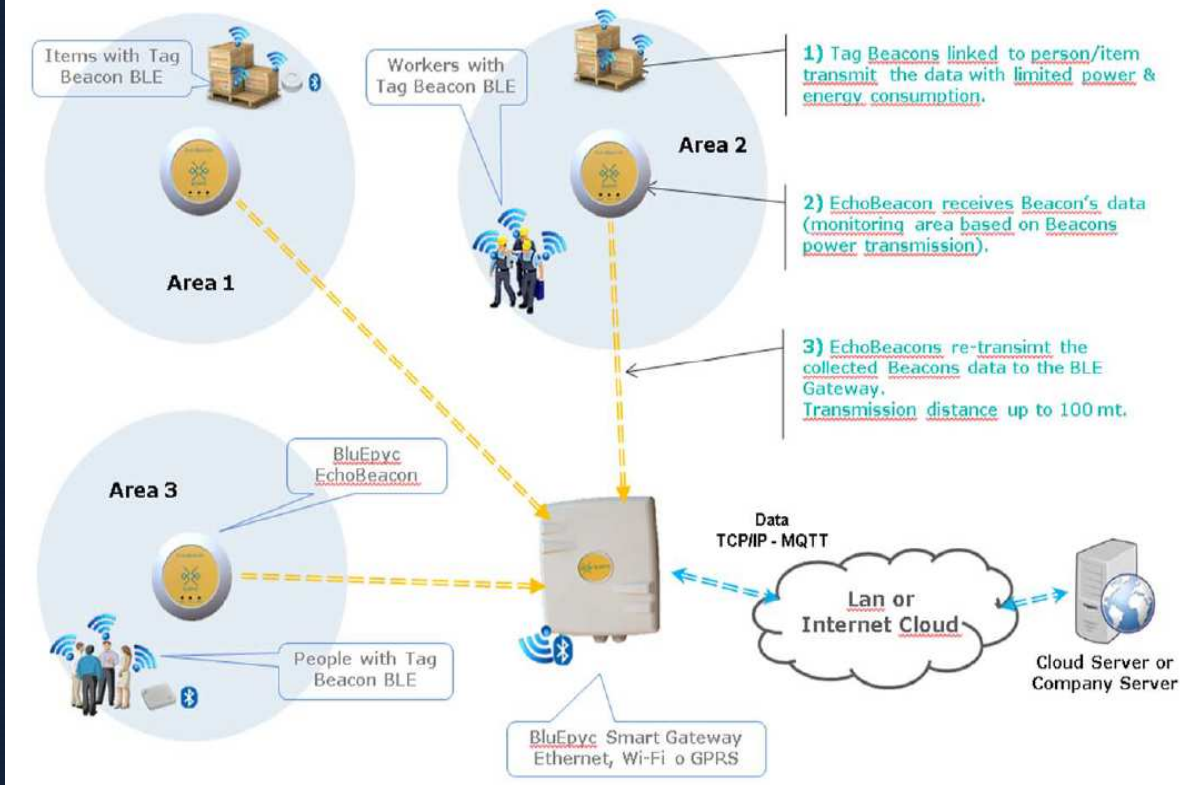 Items with Tag
Beacon BLE
Workers with
Tag Beacon BLE
1) Tag Beacons linked to person/item
transmit the data with limited power &
energy consumption.
Area 2
2) EchoBeacon receives Beacon's data
(monitoring area based on Beacons
power transmission).
Area 1
3) EchoBeacons re-transimt the
collected Beacons data to the BLE
Gateway.
Transmission distance up to 100 mt.
BluEpyc
EchoBeacon
Area 3
Data
TCP/IP - MQTT
Lan or
Internet Cloud
People with Tag
Beacon BLE
Cloud Server or
Company Server
BluEpyc Smart Gateway
Ethernet, Wi-Fi o GPRS